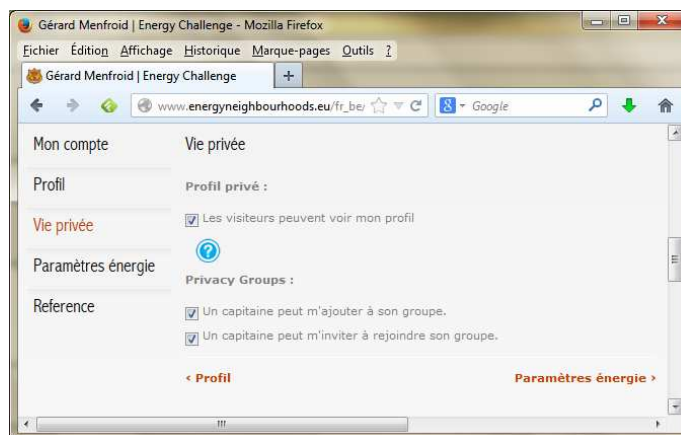 Gérard Menfroid | Energy Challenge - Mozilla Firefox
Fichier Édition Affichage Historique Marque-pages Outils ?
Gérard Menfroid | Energy Challenge
+
www.energyneighbourhoods.eu/fr_be/
Google
Mon compte
Profil
Vie privée
Paramètres énergie
Reference
Vie privée
Profil privé :
Les visiteurs peuvent voir mon profil
?
Privacy Groups :
Un capitaine peut m'ajouter à son groupe.
Un capitaine peut m'inviter à rejoindre son groupe.
‹ Profil
Paramètres énergie ›